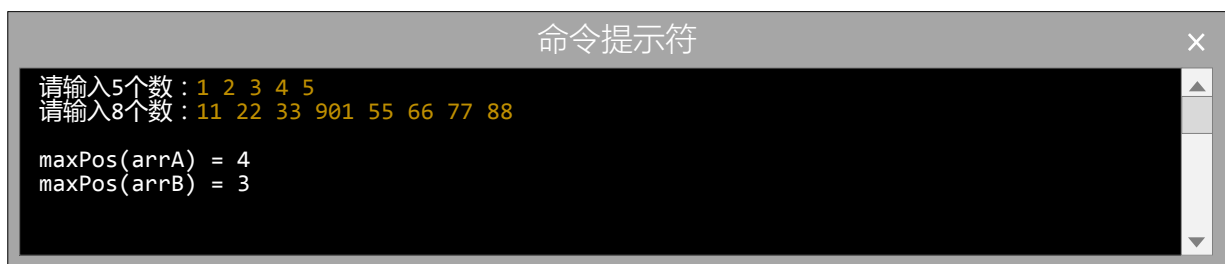 命令提示符
请输入5个数：1 2 3 4 5
请输入8个数：11 22 33 901 55 66 77 88
maxPos(arrA) = 4
maxPos(arrB) = 3